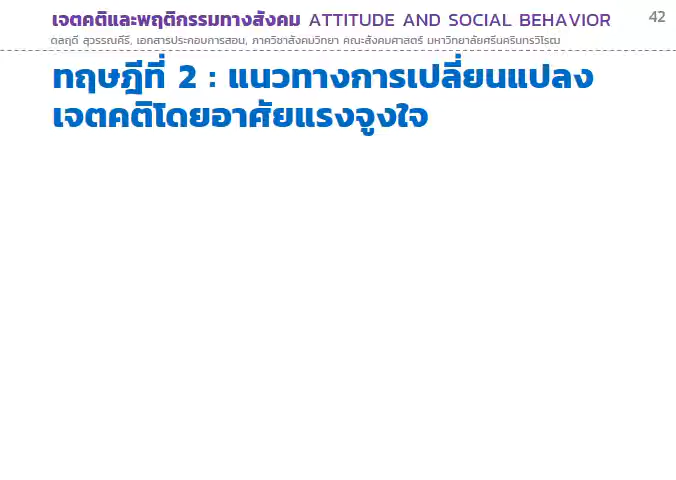 เจตคติและพฤติกรรมทางสังคม ATTITUDE AND SOCIAL BEHAVIOR
42
ดลฤดี สุวรรณคีรี, เอกสารประกอบการสอน, ภาควิชาสังคมวิทยา คณะสังคมศาสตร์ มหาวิทยาลัยศรีนครินทรวิโรฒ
ทฤษฎีที่ 2 : แนวทางการเปลี่ยนแปลง
เจตคติโดยอาศัยแรงจูงใจ